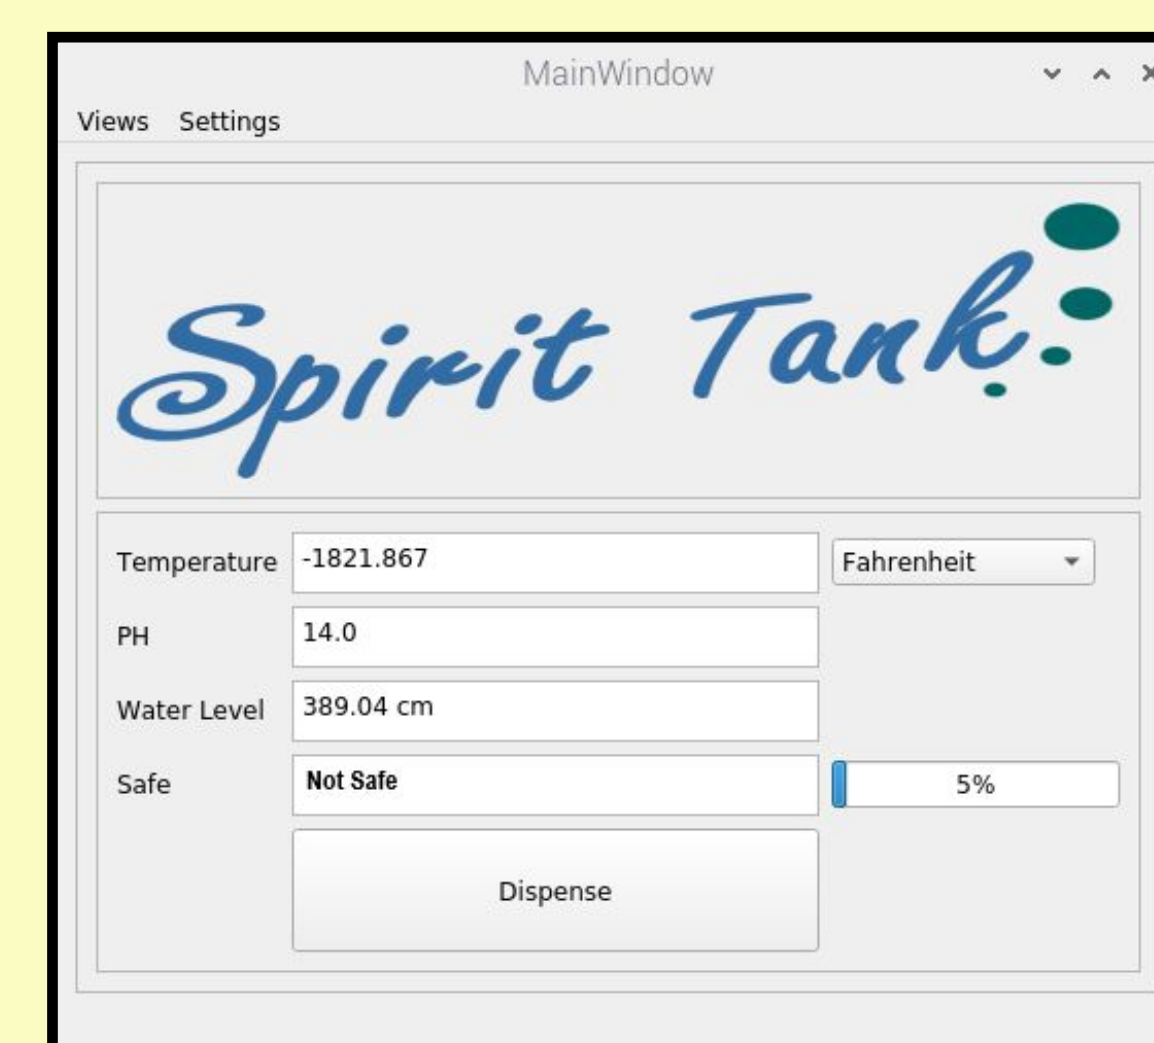 MainWindow
Views Settings
Spirit Tank
Temperature -1821.867 Fahrenheit
PH 14.0
Water Level 389.04 cm
Safe Not Safe 5%
Dispense